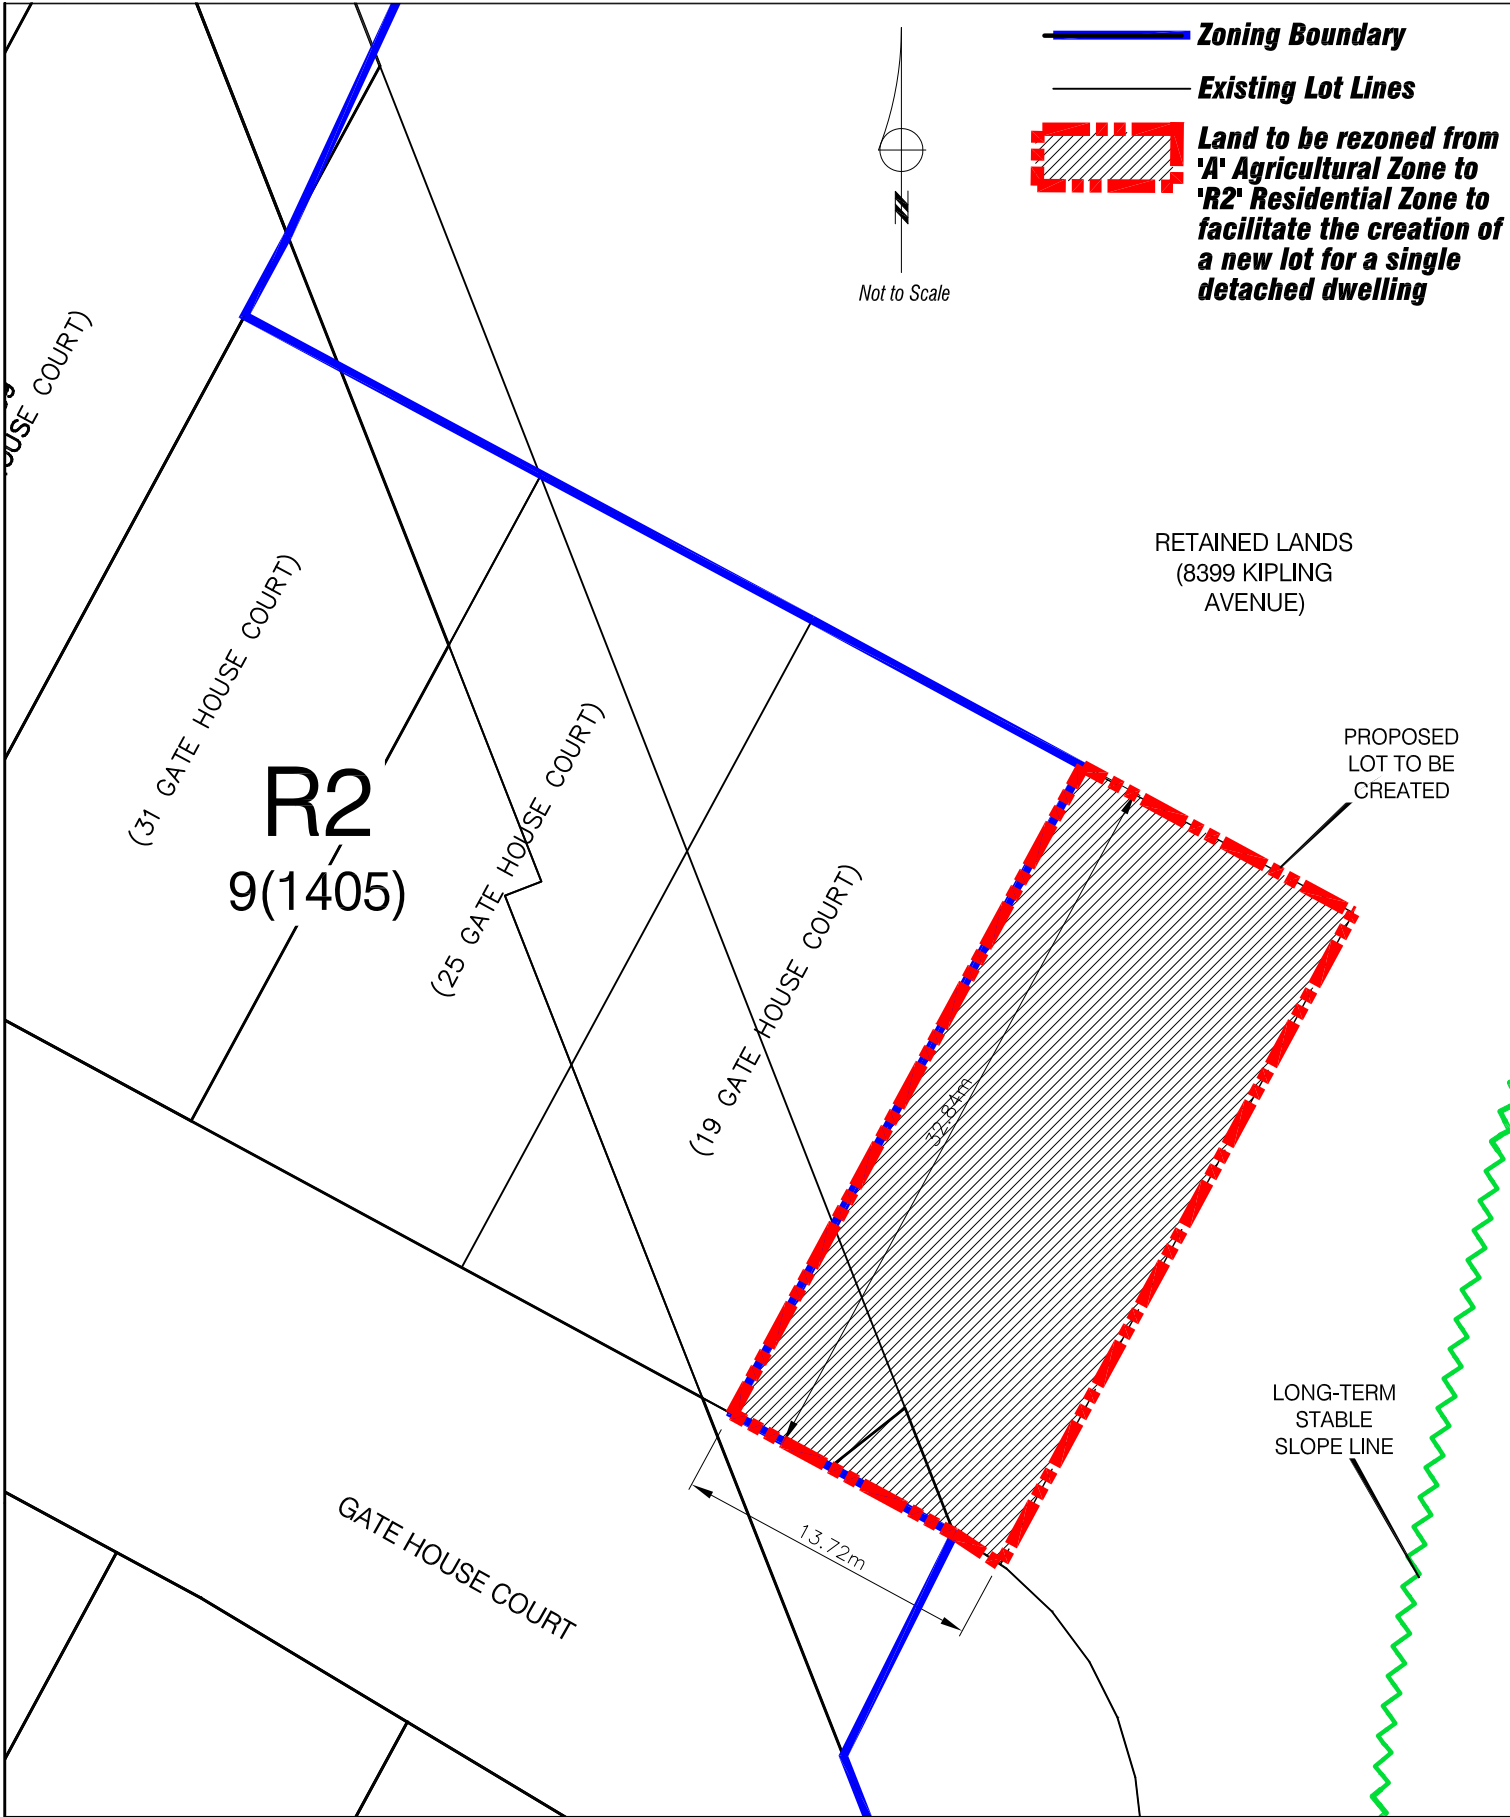 Zoning Boundary
Existing Lot Lines
Land to be rezoned from
'A' Agricultural Zone to
'R2' Residential Zone to
facilitate the creation of
a new lot for a single
detached dwelling
N
Not to Scale
COURT)
(31 GATE HOUSE COURT)
R2
9(1405)
(25 GATE HOUSE COURT)
(19 GATE HOUSE COURT)
RETAINED LANDS
(8399 KIPLING
AVENUE)
PROPOSED
LOT TO BE
CREATED
32.84m
13.72m
LONG-TERM
STABLE
SLOPE LINE
GATE HOUSE COURT